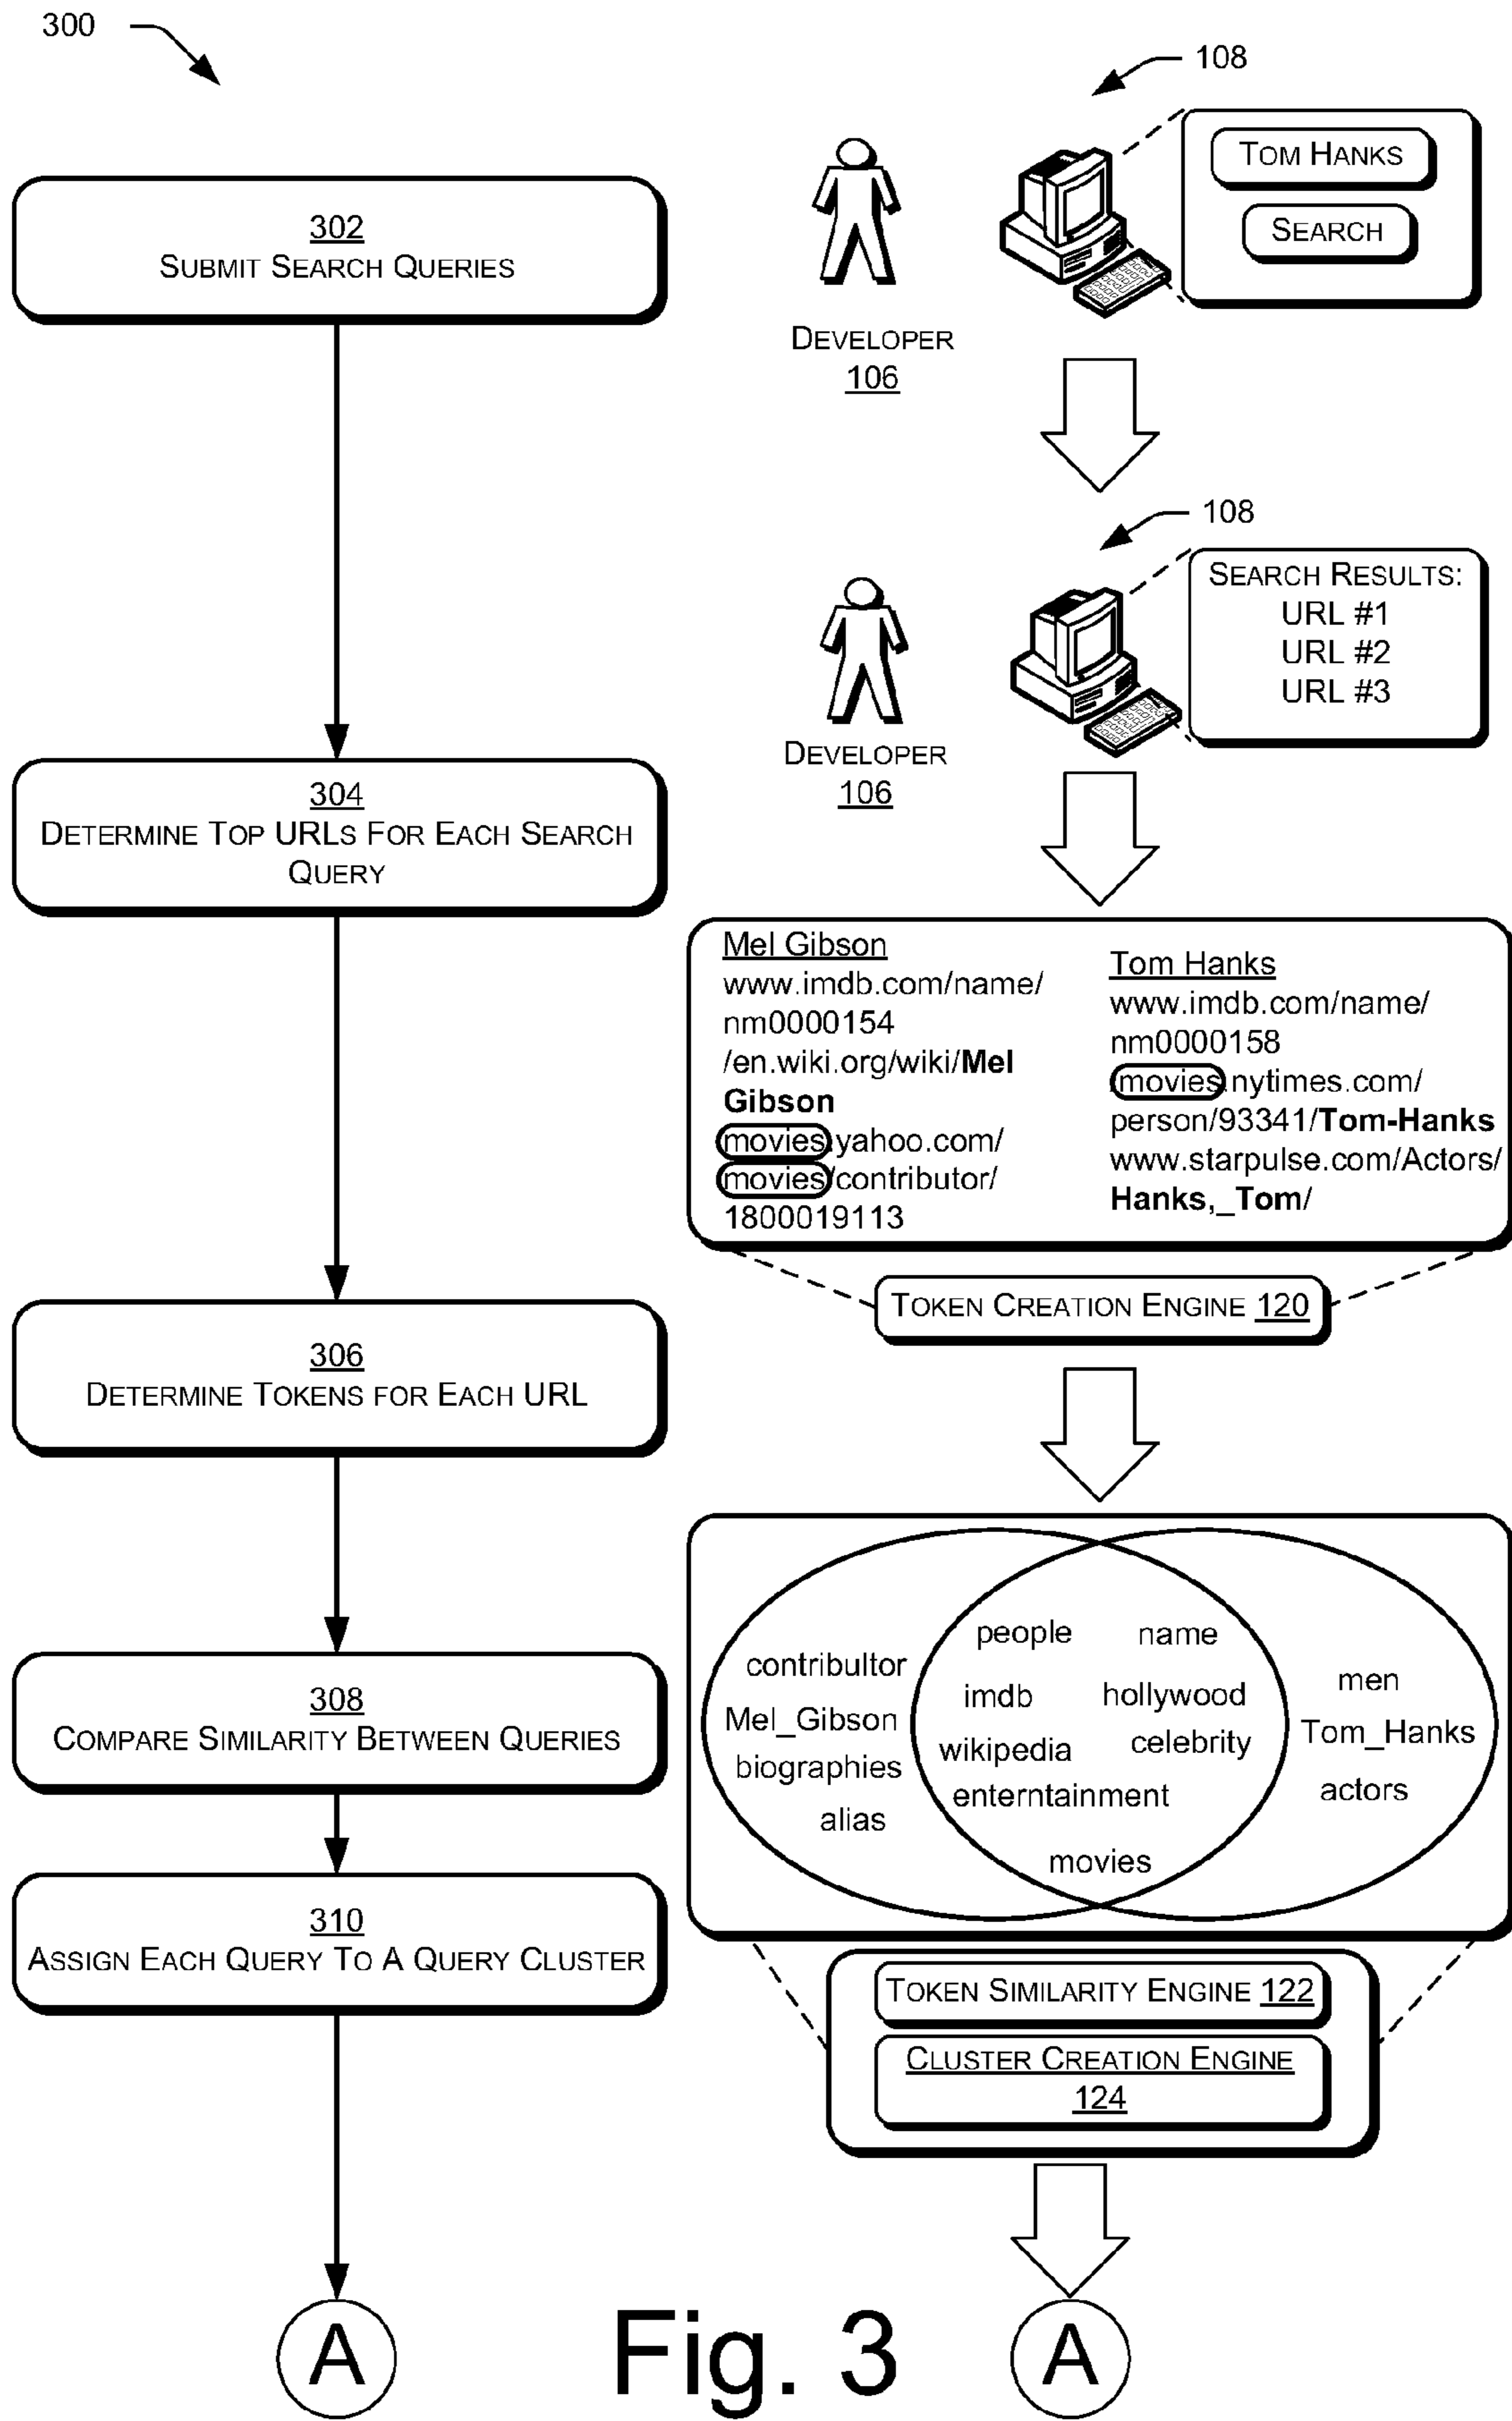 300
108
TOM HANKS
SEARCH
302
SUBMIT SEARCH QUERIES
DEVELOPER
106
108
SEARCH RESULTS:
URL #1
URL #2
URL #3
DEVELOPER
106
304
DETERMINE TOP URLS FOR EACH SEARCH
QUERY
Mel Gibson
www.imdb.com/name/
nm0000154
/en.wiki.org/wiki/Mel
Gibson
movies.yahoo.com/
movies/contributor/
1800019113
Tom Hanks
www.imdb.com/name/
nm0000158
/movies.nytimes.com/
person/93341/Tom-Hanks
www.starpulse.com/Actors/
Hanks,_Tom/
TOKEN CREATION ENGINE 120
306
DETERMINE TOKENS FOR EACH URL
contribultor
Mel_Gibson
biographies
alias
people
name
imdb
hollywood
wikipedia
celebrity
enterntainment
movies
men
Tom_Hanks
actors
308
COMPARE SIMILARITY BETWEEN QUERIES
310
ASSIGN EACH QUERY TO A QUERY CLUSTER
TOKEN SIMILARITY ENGINE 122
CLUSTER CREATION ENGINE
124
A
Fig. 3
A